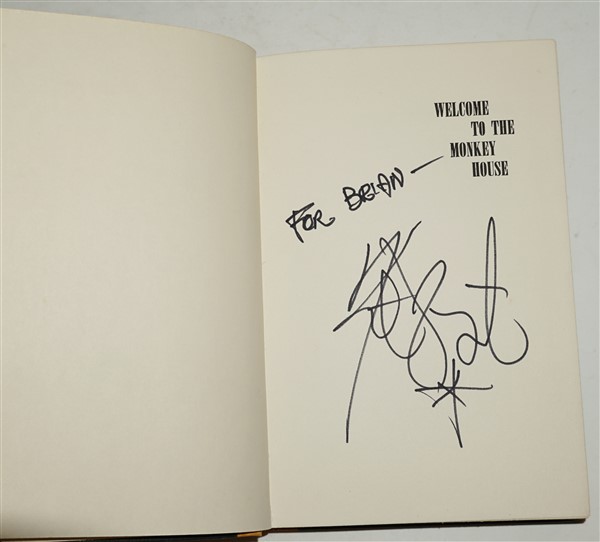 WELCOME
TO THE
MONKEY
HOUSE
FOR BRIAN —